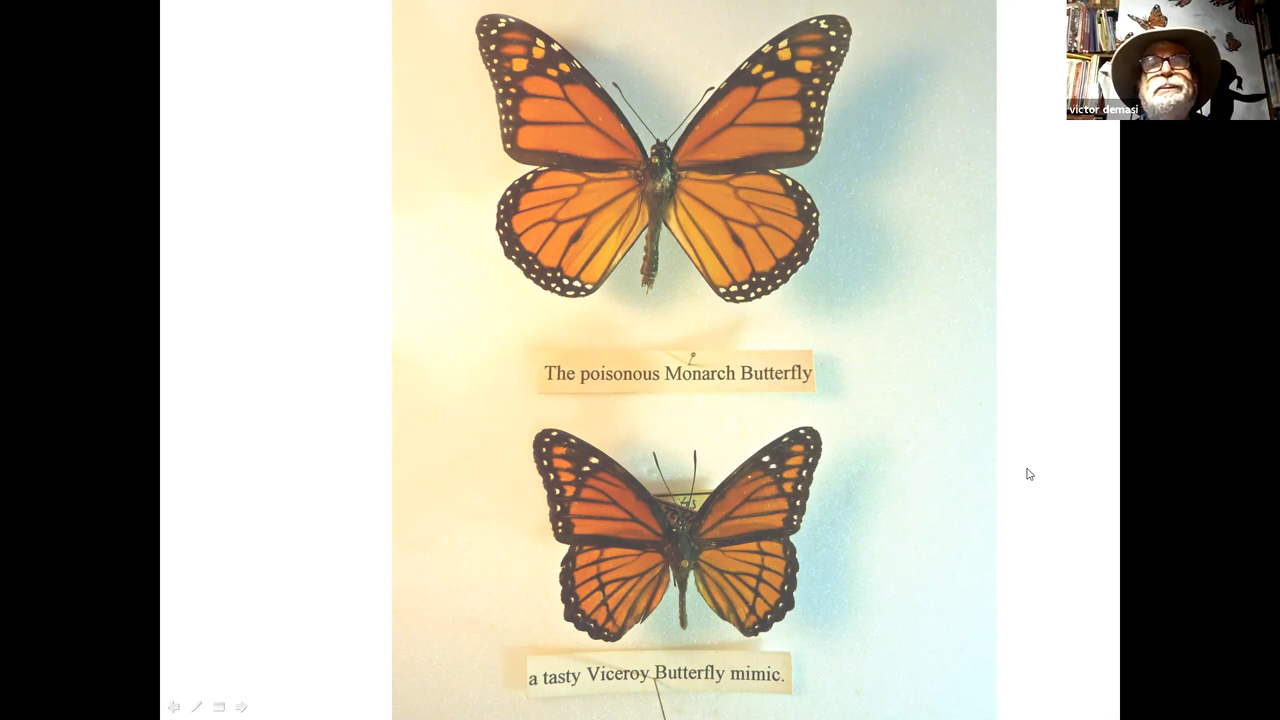 victor demasi
The poisonous Monarch Butterfly
a tasty Viceroy Butterfly mimic.